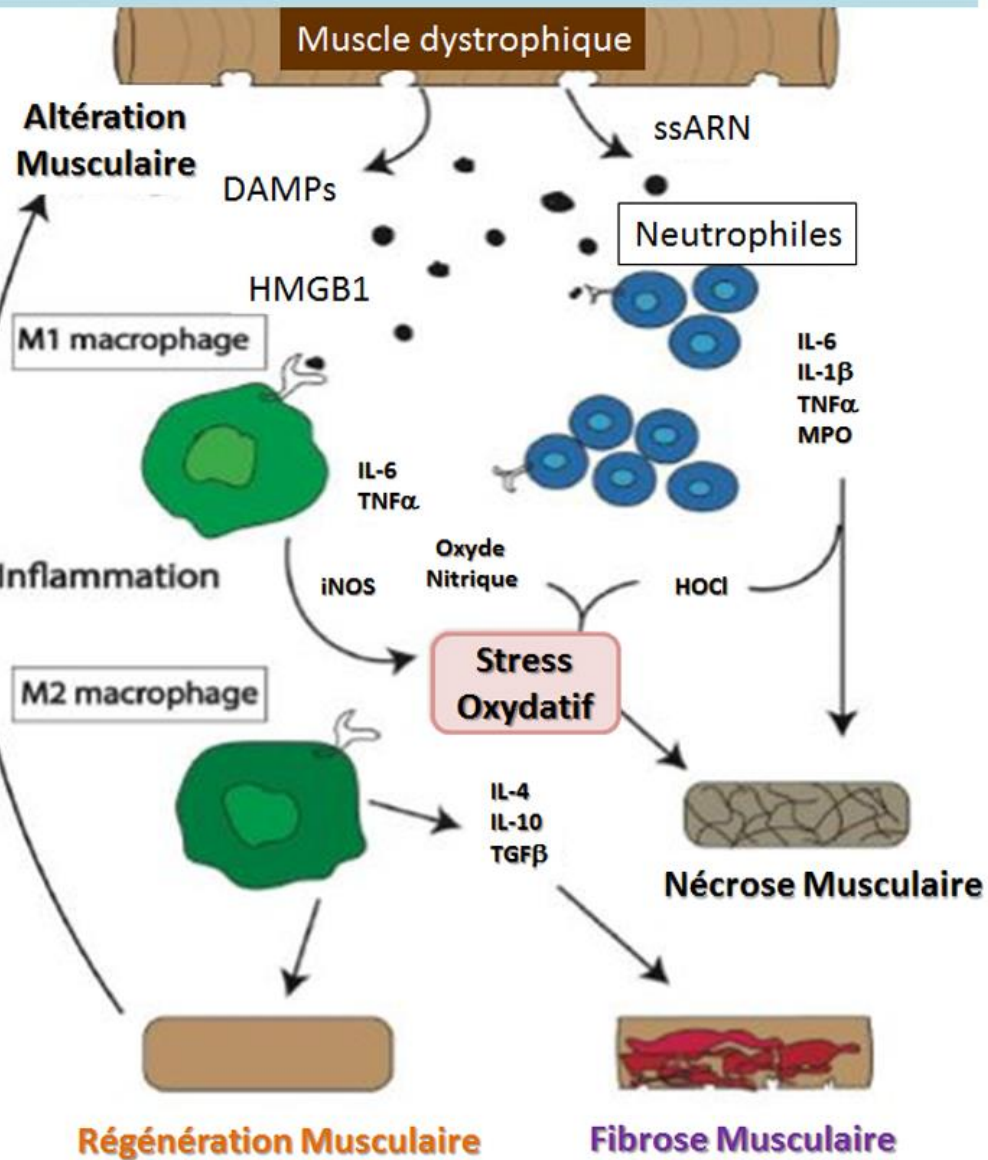 Muscle dystrophique
Altération
Musculaire
ssARN
DAMPs
Neutrophiles
HMGB1
M1 macrophage
IL-6
IL-1β
TNFα
MPO
IL-6
TNFα
Oxyde
Nitrique
Inflammation
iNOS
HOCl
Stress
Oxydatif
M2 macrophage
IL-4
IL-10
TGFβ
Nécrose Musculaire
Régénération Musculaire
Fibrose Musculaire